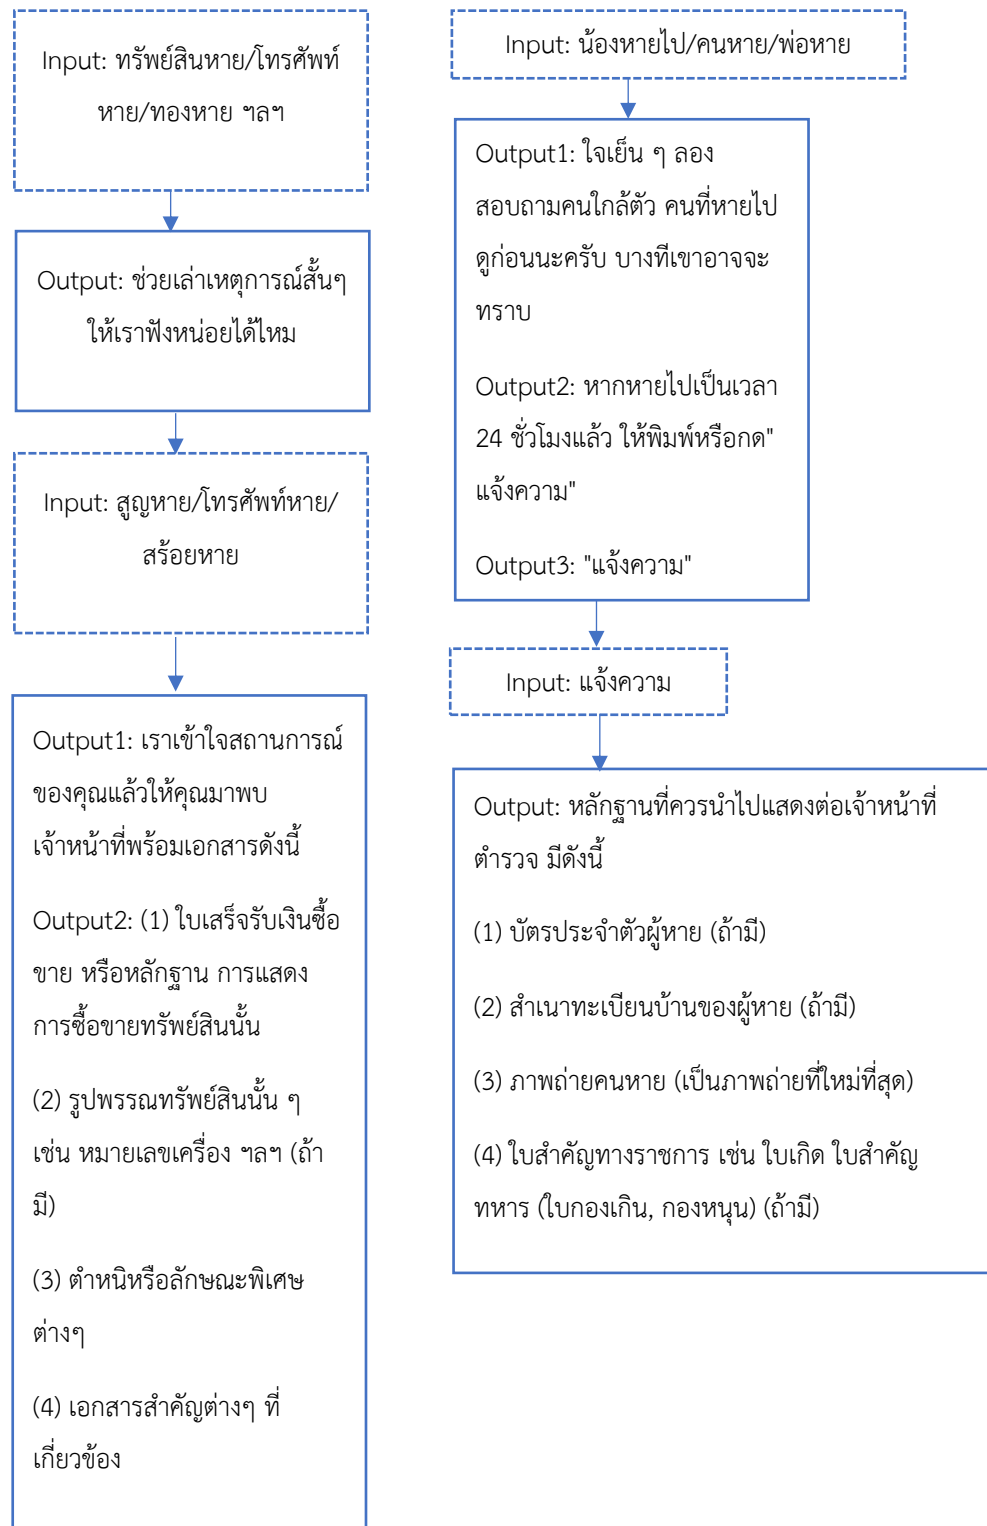 Input: ทรัพย์สินหาย/โทรศัพท์
หาย/ทองหาย ฯลฯ
Output: ช่วยเล่าเหตุการณ์สั้นๆ
ให้เราฟังหน่อยได้ไหม
Input: สูญหาย/โทรศัพท์หาย/
สร้อยหาย
Output1: เราเข้าใจสถานการณ์
ของคุณแล้วให้คุณมาพบ
เจ้าหน้าที่พร้อมเอกสารดังนี้
Output2: (1) ใบเสร็จรับเงินซื้อ
ขาย หรือหลักฐาน การแสดง
การซื้อขายทรัพย์สินนั้น
(2) รูปพรรณทรัพย์สินนั้น ๆ
เช่น หมายเลขเครื่อง ฯลฯ (ถ้า
มี)
(3) ตำหนิหรือลักษณะพิเศษ
ต่างๆ
(4) เอกสารสำคัญต่างๆ ที่
เกี่ยวข้อง
Input: น้องหายไป/คนหาย/พ่อหาย
Output1: ใจเย็น ๆ ลอง
สอบถามคนใกล้ตัว คนที่หายไป
ดูก่อนนะครับ บางทีเขาอาจจะ
ทราบ
Output2: หากหายไปเป็นเวลา
24 ชั่วโมงแล้ว ให้พิมพ์หรือกด"
แจ้งความ"
Output3: "แจ้งความ"
Input: แจ้งความ
Output: หลักฐานที่ควรนำไปแสดงต่อเจ้าหน้าที่
ตำรวจ มีดังนี้
(1) บัตรประจำตัวผู้หาย (ถ้ามี)
(2) สำเนาทะเบียนบ้านของผู้หาย (ถ้ามี)
(3) ภาพถ่ายคนหาย (เป็นภาพถ่ายที่ใหม่ที่สุด)
(4) ใบสำคัญทางราชการ เช่น ใบเกิด ใบสำคัญ
ทหาร (ใบกองเกิน, กองหนุน) (ถ้ามี)